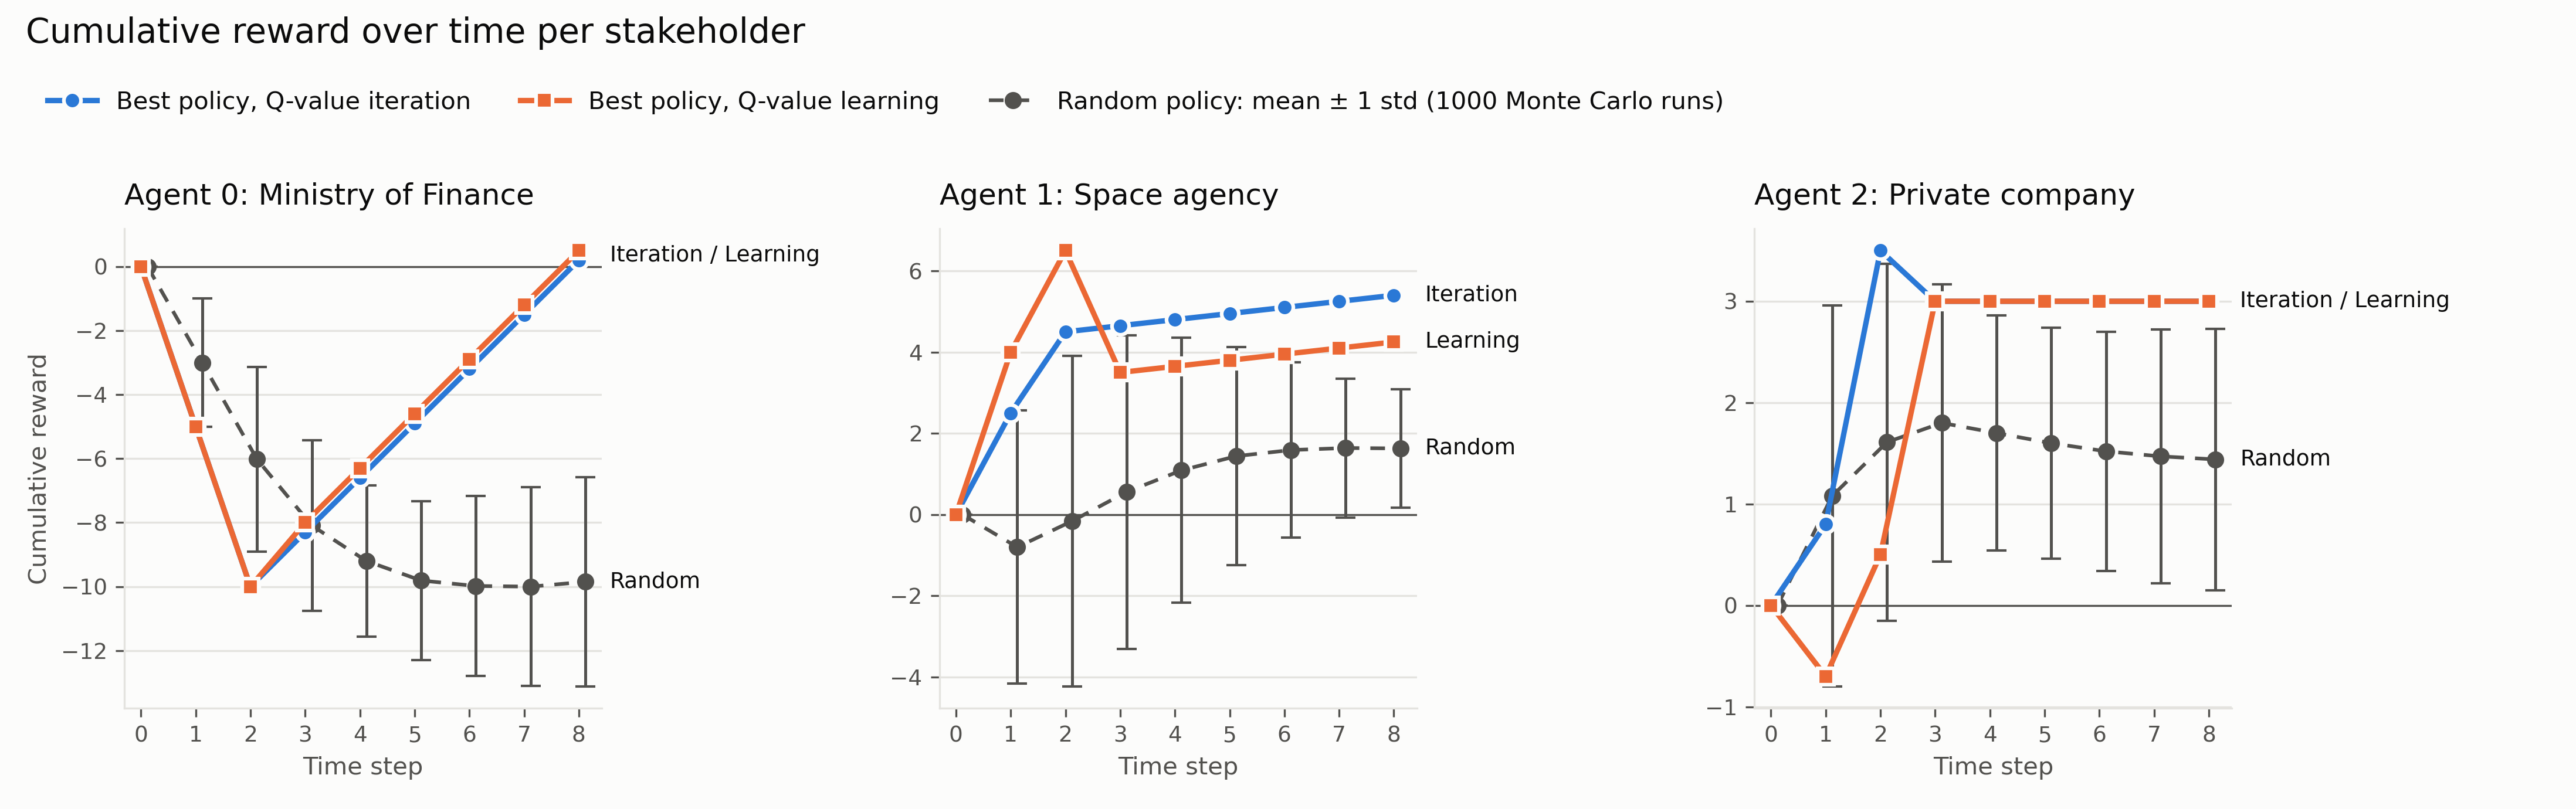 Cumulative reward over time per stakeholder
Best policy, Q-value iteration
Best policy, Q-value learning
Random policy: mean ± 1 std (1000 Monte Carlo runs)
Agent 0: Ministry of Finance
Cumulative reward
0
−2
−4
−6
−8
−10
−12
0 1 2 3 4 5 6 7 8
Time step
Iteration / Learning
Random
Agent 1: Space agency
6
4
2
0
−2
−4
0 1 2 3 4 5 6 7 8
Time step
Iteration
Learning
Random
Agent 2: Private company
3
2
1
0
−1
0 1 2 3 4 5 6 7 8
Time step
Iteration / Learning
Random